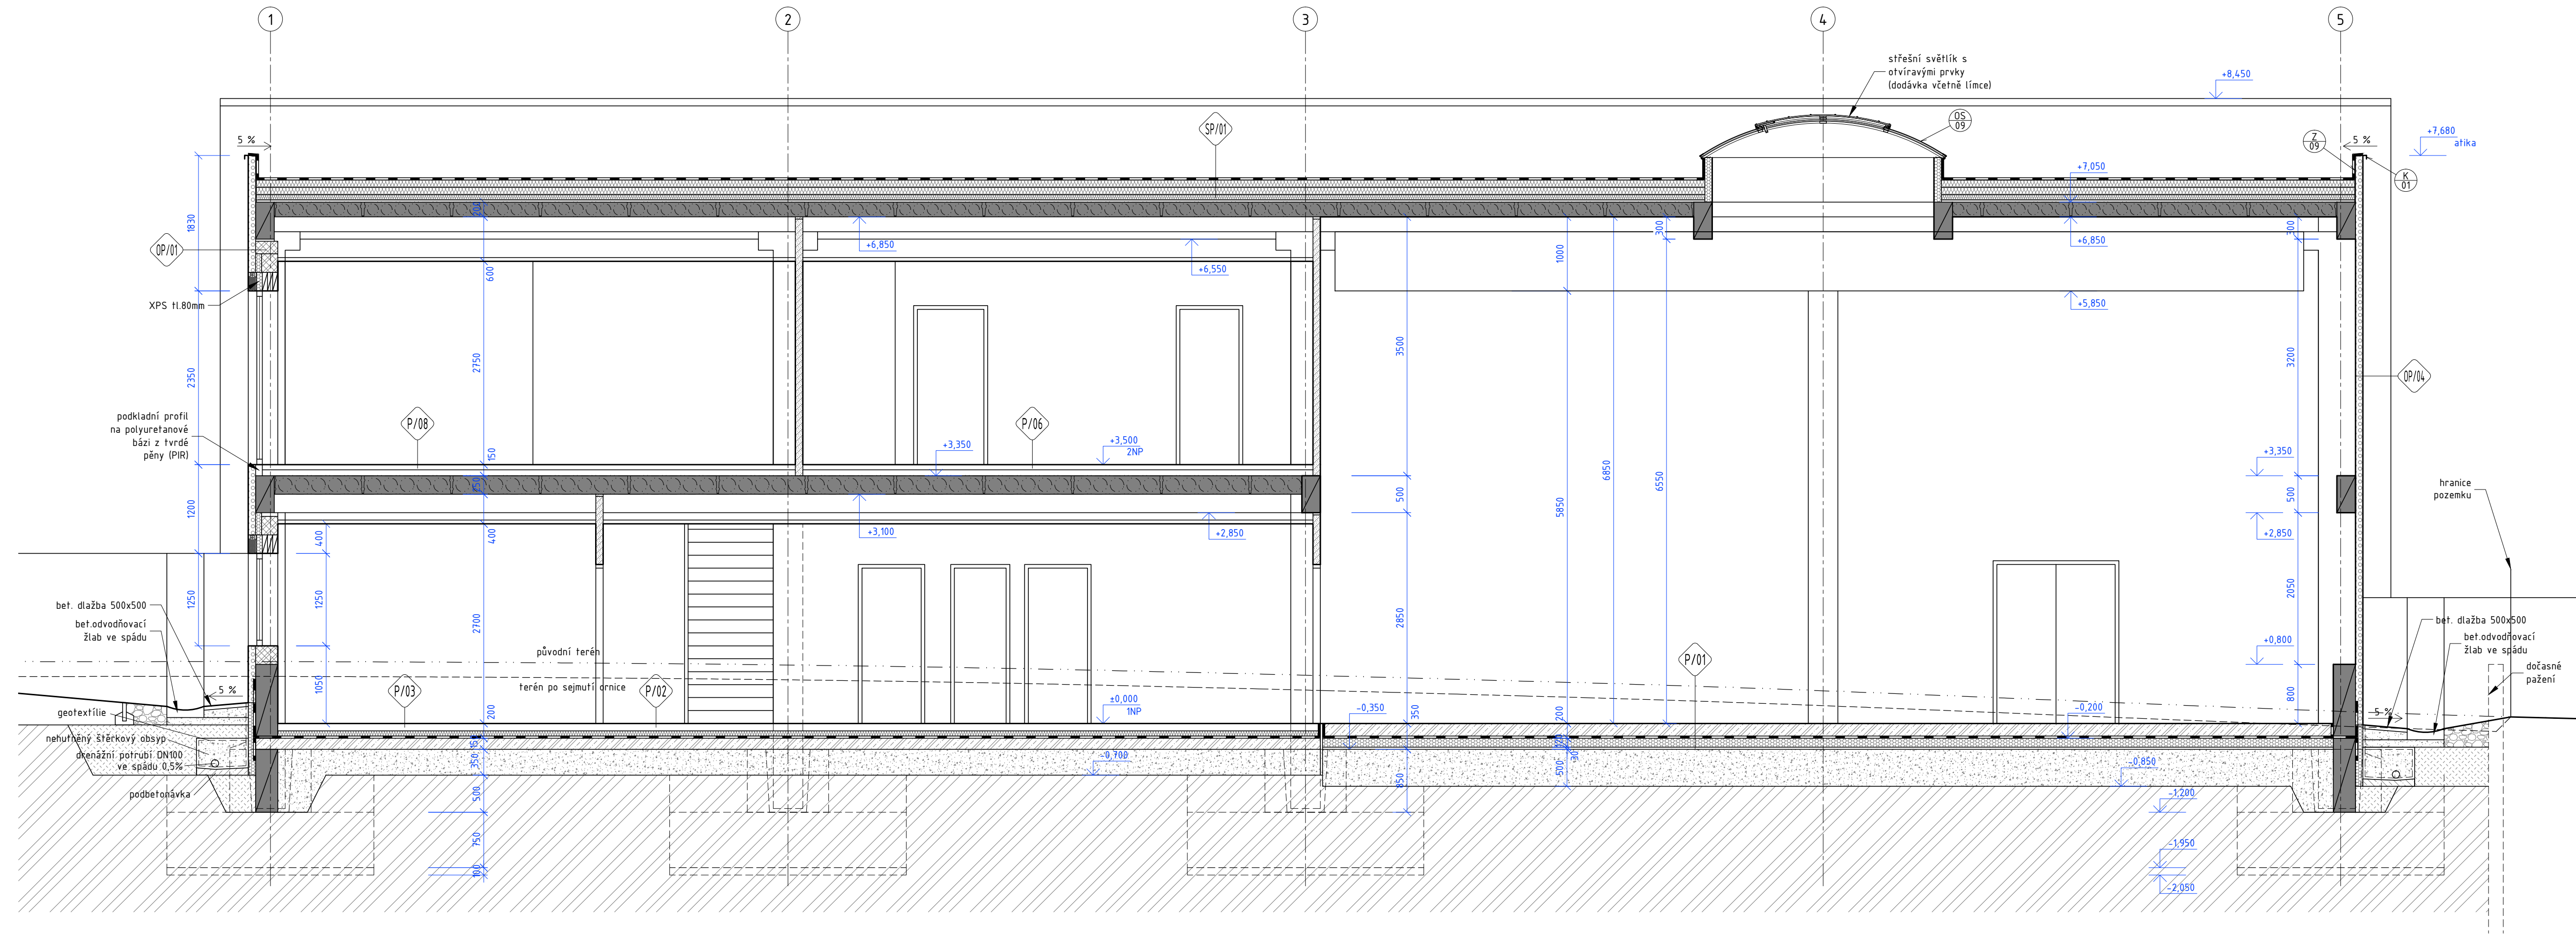 1
2
3
4
5
střešní světlík s
otvíravými prvky
(dodávka včetně límce)
+8,450
OS
09
SP/01
5 %
Z
09
5 %
+7,680
atika
K
01
+7,050
1830
200
OP/01
+6,850
+6,550
600
300
1000
+6,850
300
XPS tl.80mm
+5,850
2350
2750
3500
3200
OP/04
podkladní profil
na polyuretanové
bázi z tvrdé
pěny (PIR)
P/08
P/06
+3,350
+3,500
2NP
150
250
6850
6550
+3,350
hranice
pozemku
1200
400
400
+3,100
+2,850
500
5850
500
+2,850
1250
1250
2700
2850
2050
bet. dlažba 500x500
bet.odvodňovací
žlab ve spádu
původní terén
terén po sejmutí ornice
P/03
P/02
P/01
+0,800
bet. dlažba 500x500
bet.odvodňovací
žlab ve spádu
dočasné
pažení
5 %
1050
200
±0,000
1NP
-0,350
350
200
-0,200
800
5 %
geotextílie
nehutněný štěrkový obsyp
drenážní potrubí DN100
ve spádu 0,5%
podbetonávka
350
-0,700
500
850
500
-0,850
-1,200
750
100
-1,950
-2,050